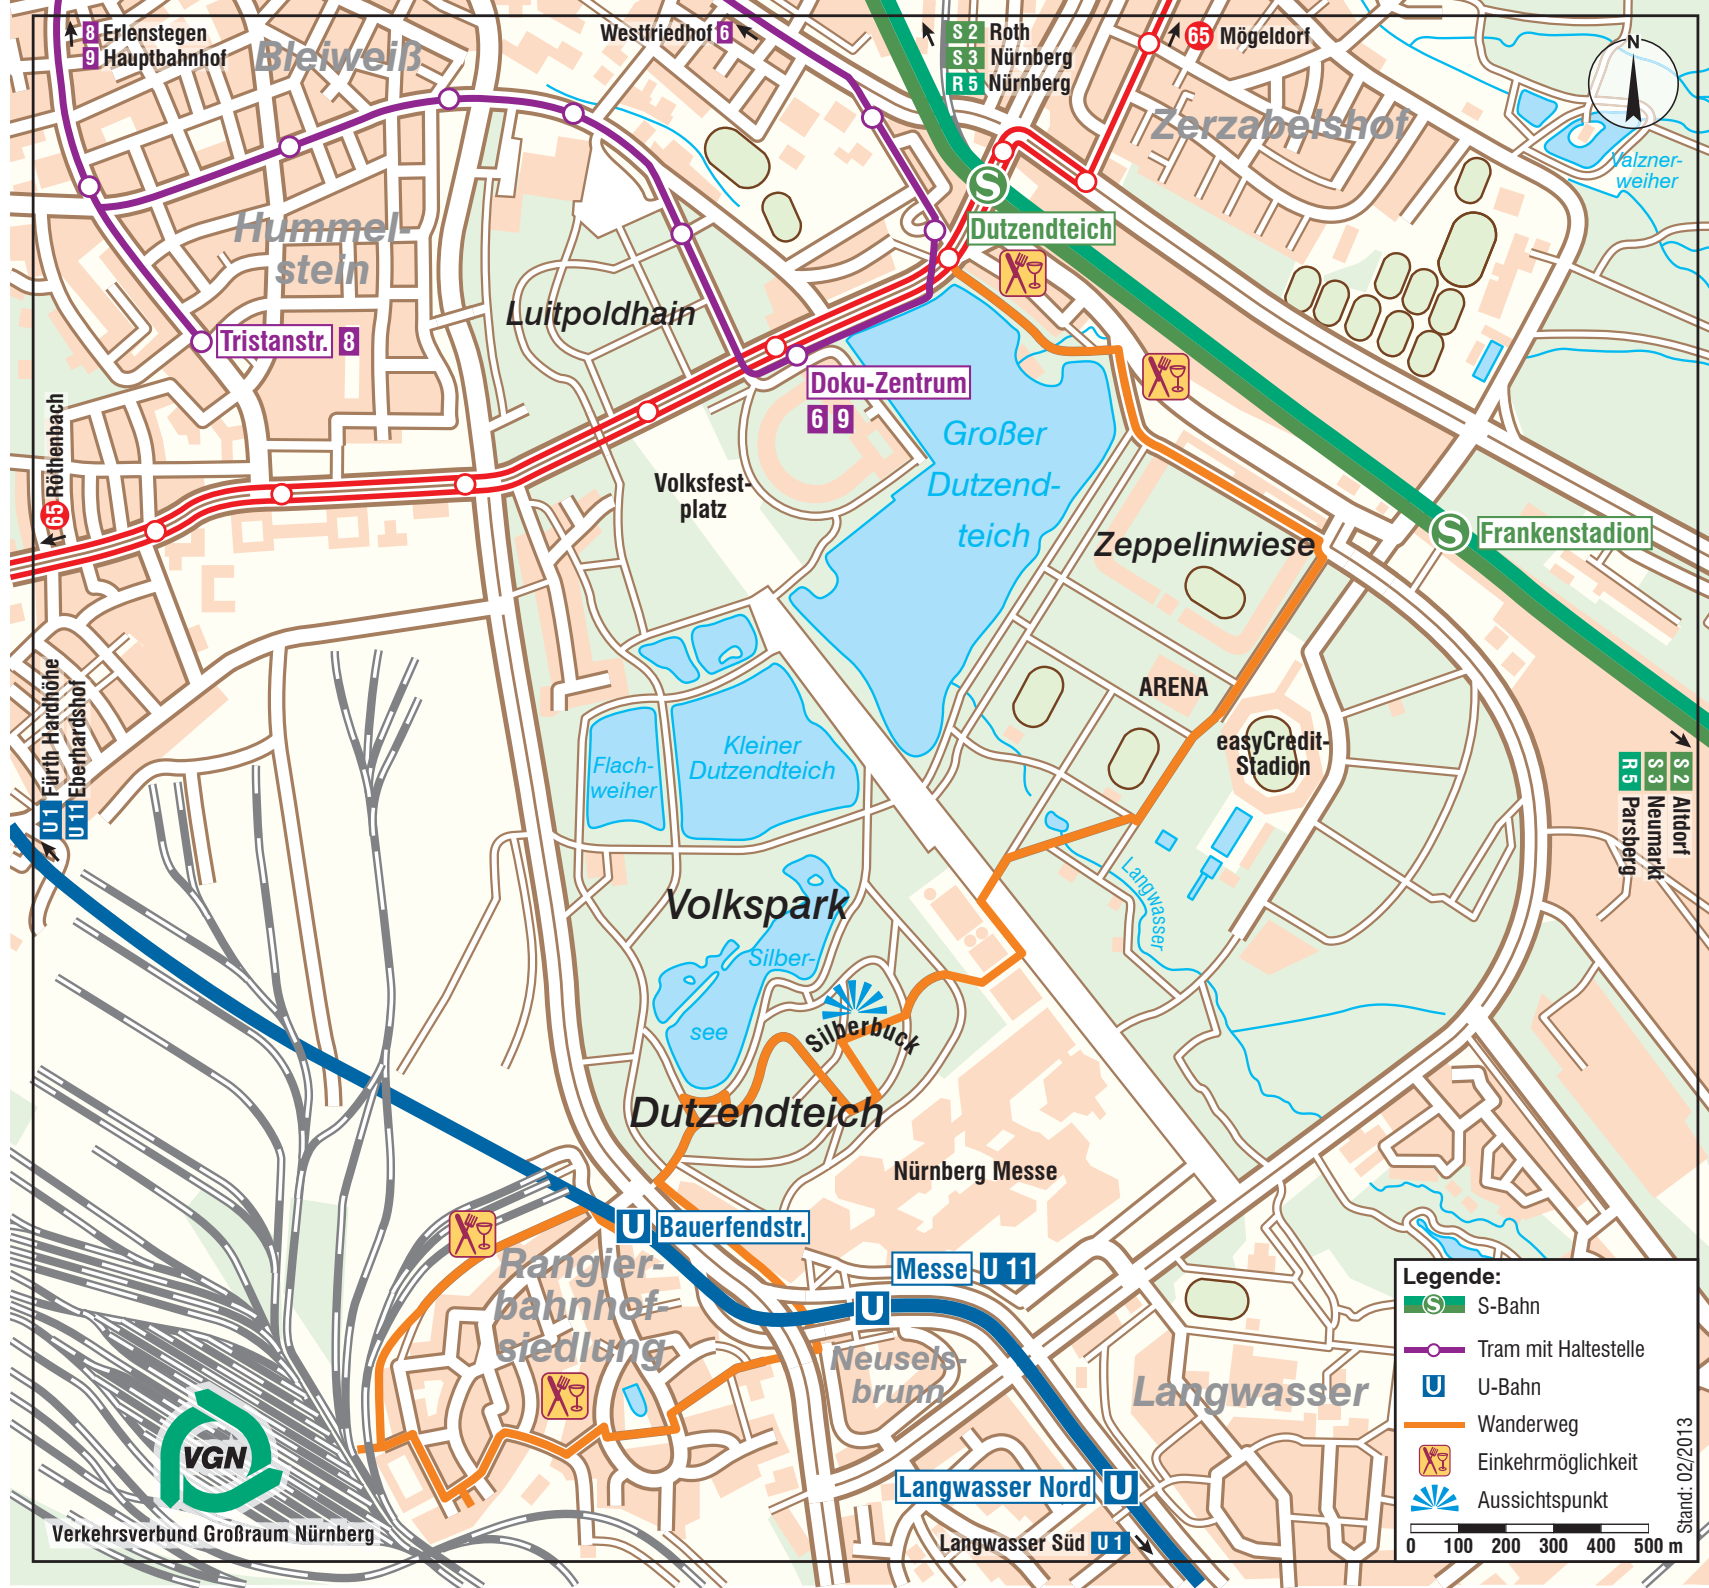 8 Erlenstegen
9 Hauptbahnhof
Bleiweiß
Westfriedhof 6
S 2 Roth
S 3 Nürnberg
R 5 Nürnberg
65 Mögeldorf
N
Zerzabelshof
Valzner-
weiher
Hummel-
stein
Dutzendteich
Luitpoldhain
Tristanstr. 8
Doku-Zentrum
6 9
65 Röthenbach
Großer
Dutzend-
teich
Volksfest-
platz
Zeppelinwiese
Frankenstadion
ARENA
easyCredit-
Stadion
U 1 Fürth Hardhöhe
U 11 Eberhardshof
Kleiner
Dutzendteich
Flach-
weiher
S 2 Altdorf
S 3 Neumarkt
R 5 Parsberg
Langwasser
Volkspark
Silber-
see
Silberbuck
Dutzendteich
Nürnberg Messe
U Bauerfendstr.
Messe U 11
U
Rangier-
bahnhof-
siedlung
Neusels-
brunn
Langwasser
Langwasser Nord U
Langwasser Süd U 1
VGN
Verkehrsverbund Großraum Nürnberg
Legende:
S S-Bahn
Tram mit Haltestelle
U U-Bahn
Wanderweg
Einkehrmöglichkeit
Aussichtspunkt
0 100 200 300 400 500 m
Stand: 02/2013
S
S